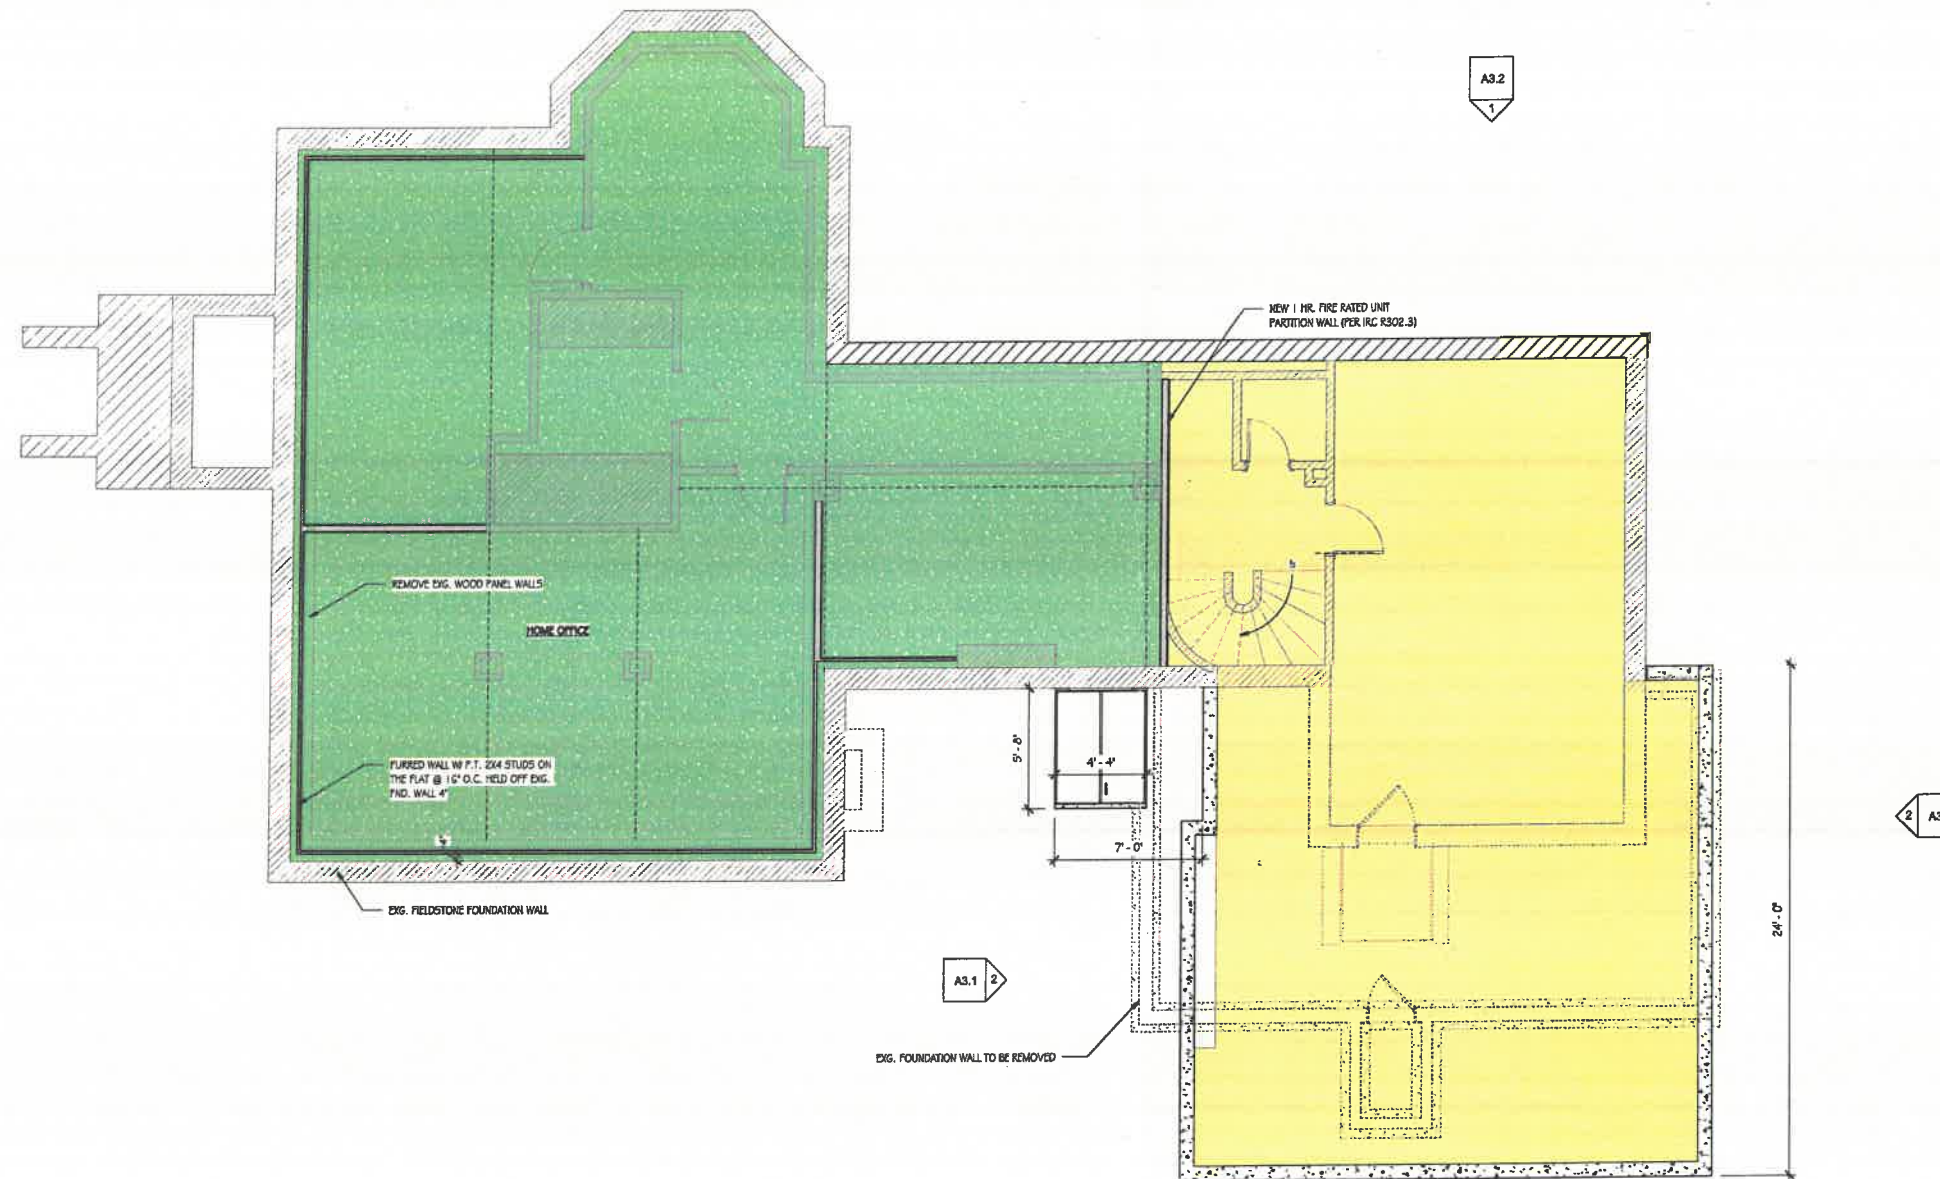 A3.2
1
NEW 1 HR. FIRE RATED UNIT
PARTITION WALL (PER IRC R302.3)
REMOVE EXG. WOOD PANEL WALLS
HOME OFFICE
FURRED WALL W/ P.T. 2X4 STUDS ON
THE FLAT @ 16" O.C. HELD OFF EXG.
FND. WALL 4"
4"
EXG. FIELDSTONE FOUNDATION WALL
5' - 8"
4' - 4"
7' - 0"
2
A3
24' - 0"
A3.1
2
EXG. FOUNDATION WALL TO BE REMOVED